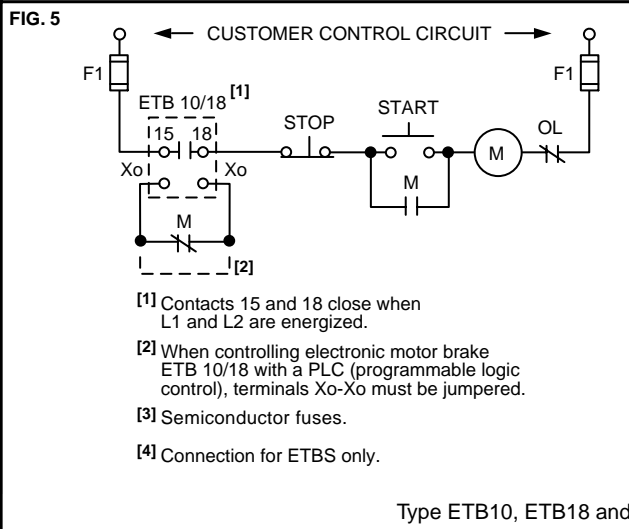 FIG. 5
CUSTOMER CONTROL CIRCUIT
F1
F1
ETB 10/18 [1]
15 18
STOP
START
OL
Xo
Xo
M
M
M
[2]
[1] Contacts 15 and 18 close when
L1 and L2 are energized.
[2] When controlling electronic motor brake
ETB 10/18 with a PLC (programmable logic
control), terminals Xo-Xo must be jumpered.
[3] Semiconductor fuses.
[4] Connection for ETBS only.
Type ETB10, ETB18 and